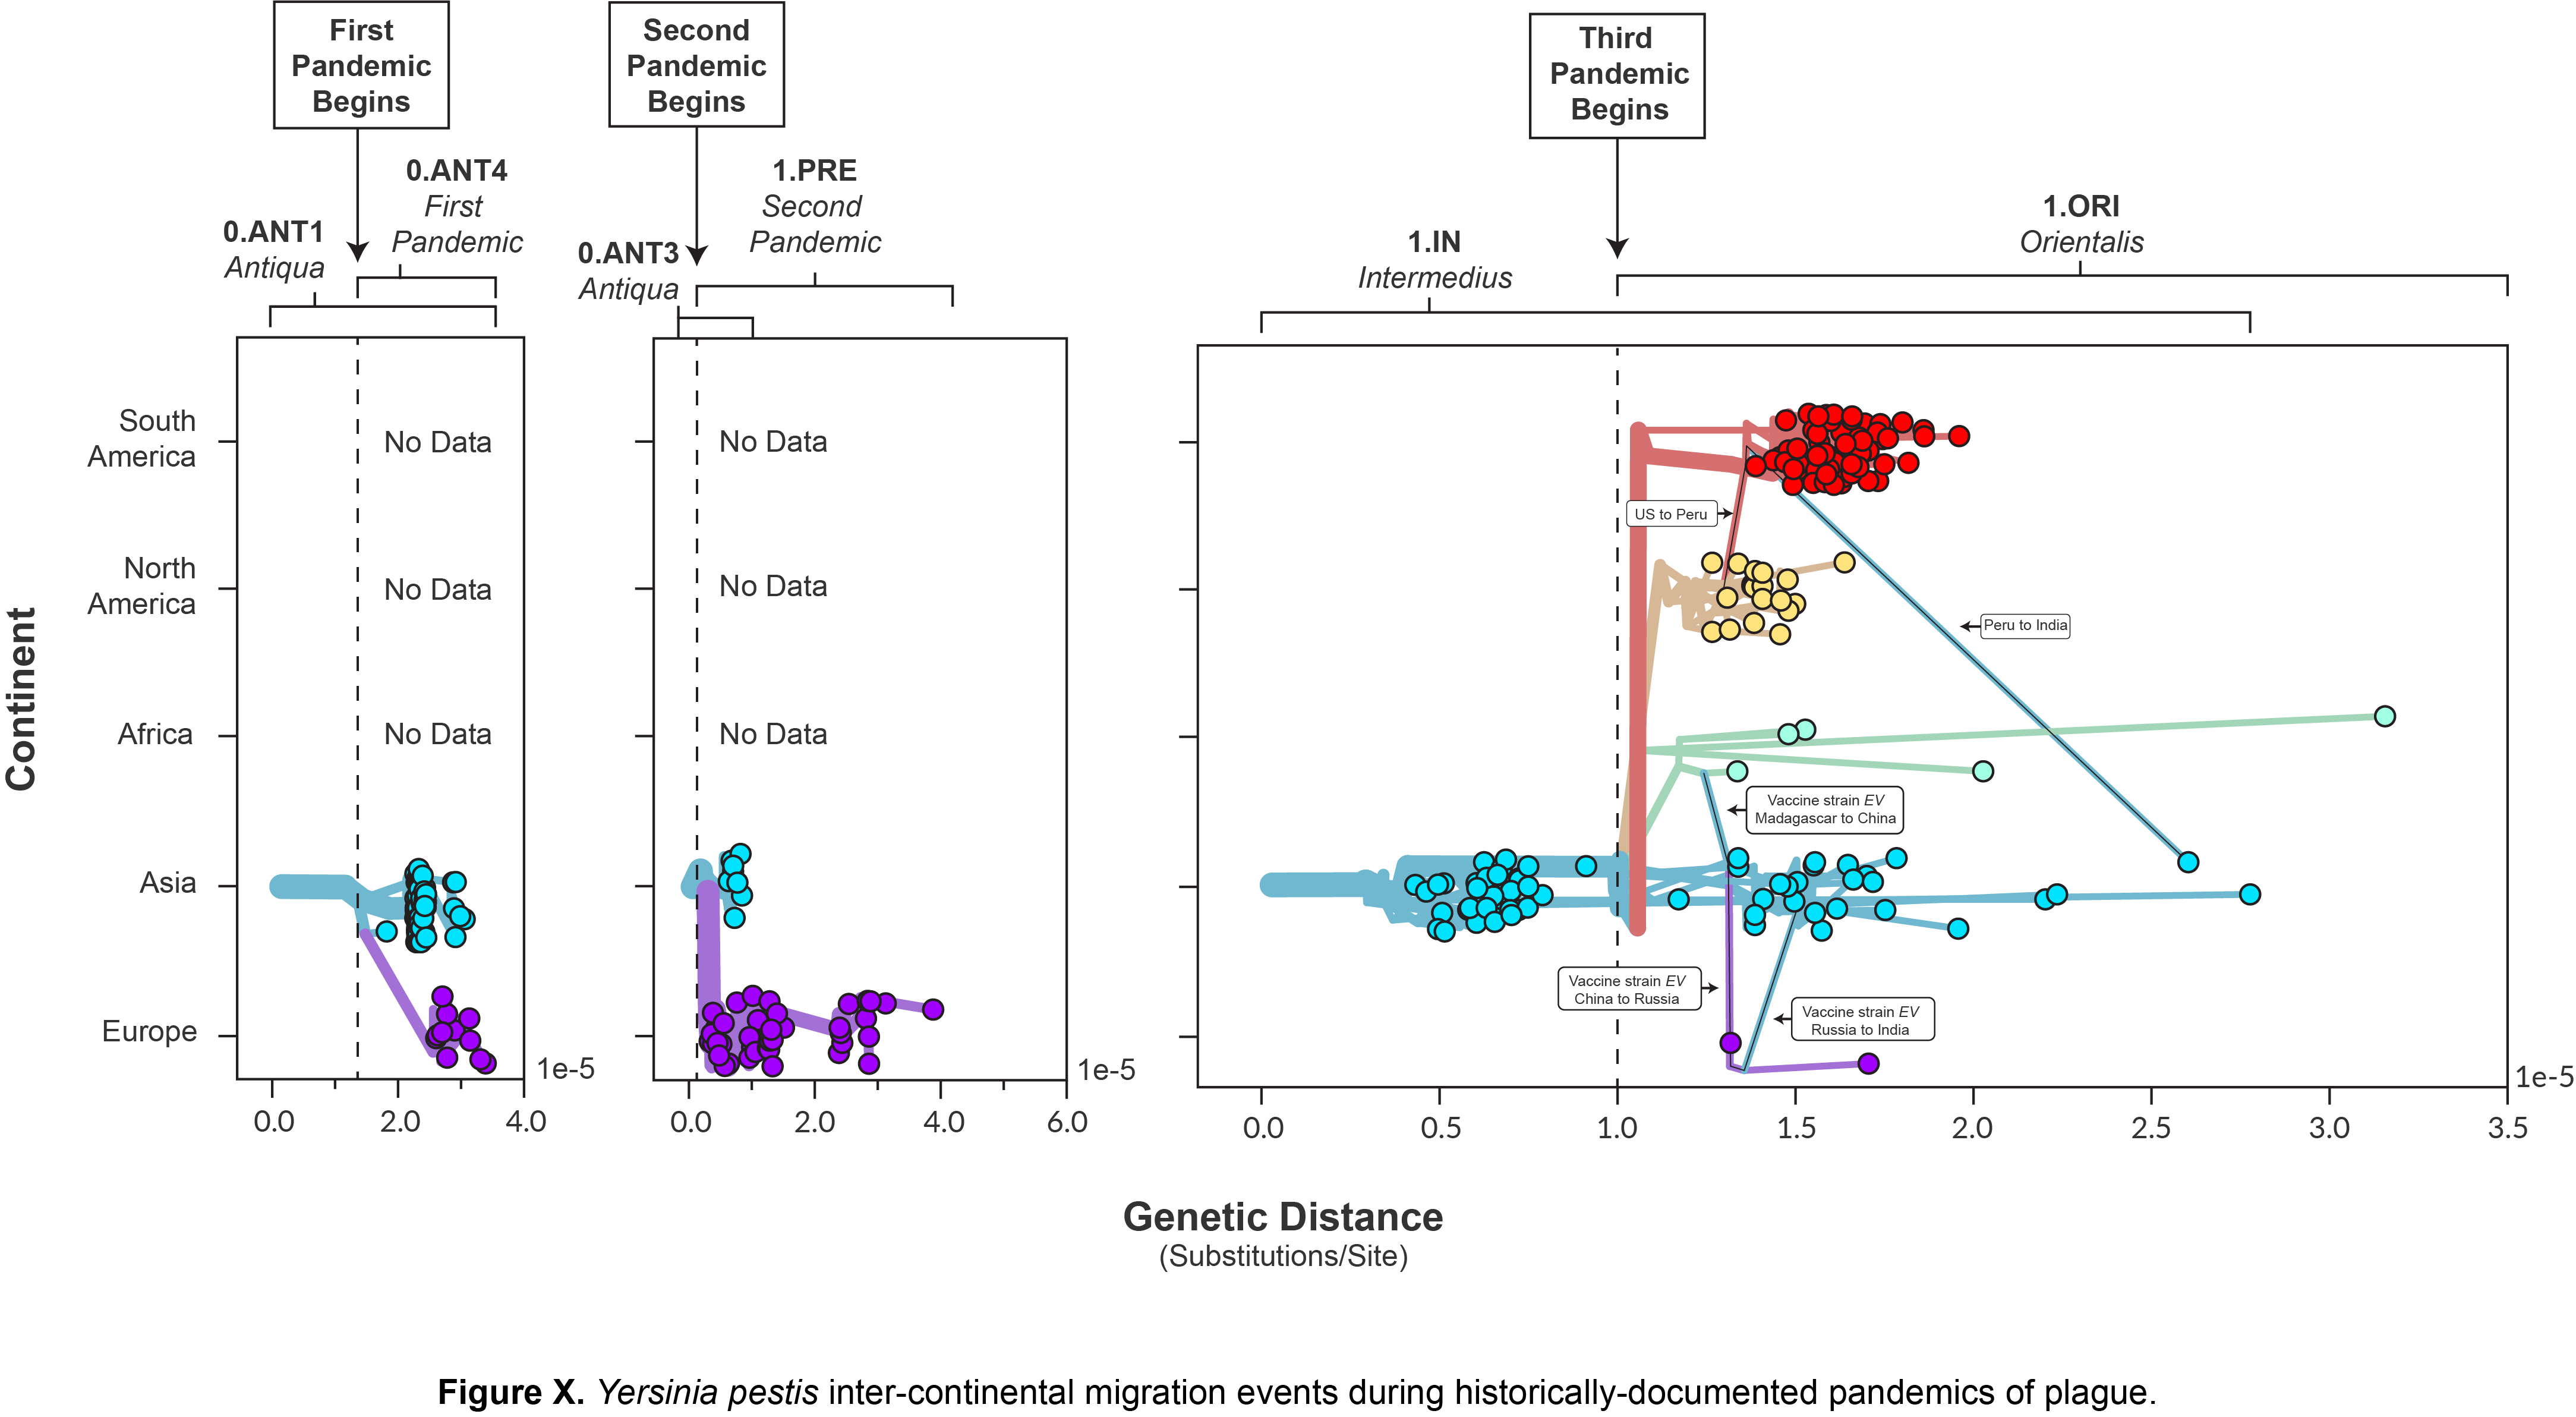 First
Pandemic
Begins
Second
Pandemic
Begins
Third
Pandemic
Begins
0.ANT4
First
Pandemic
0.ANT1
Antiqua
1.PRE
Second
Pandemic
0.ANT3
Antiqua
1.IN
Intermedius
1.ORI
Orientalis
Continent
South
America
North
America
Africa
Asia
Europe
No Data
No Data
No Data
1e-5
0.0
2.0
4.0
No Data
No Data
No Data
1e-5
0.0
2.0
4.0
6.0
US to Peru
Peru to India
Vaccine strain EV
Madagascar to China
Vaccine strain EV
China to Russia
Vaccine strain EV
Russia to India
1e-5
0.0
0.5
1.0
1.5
2.0
2.5
3.0
3.5
Genetic Distance
(Substitutions/Site)
Figure X. Yersinia pestis inter-continental migration events during historically-documented pandemics of plague.